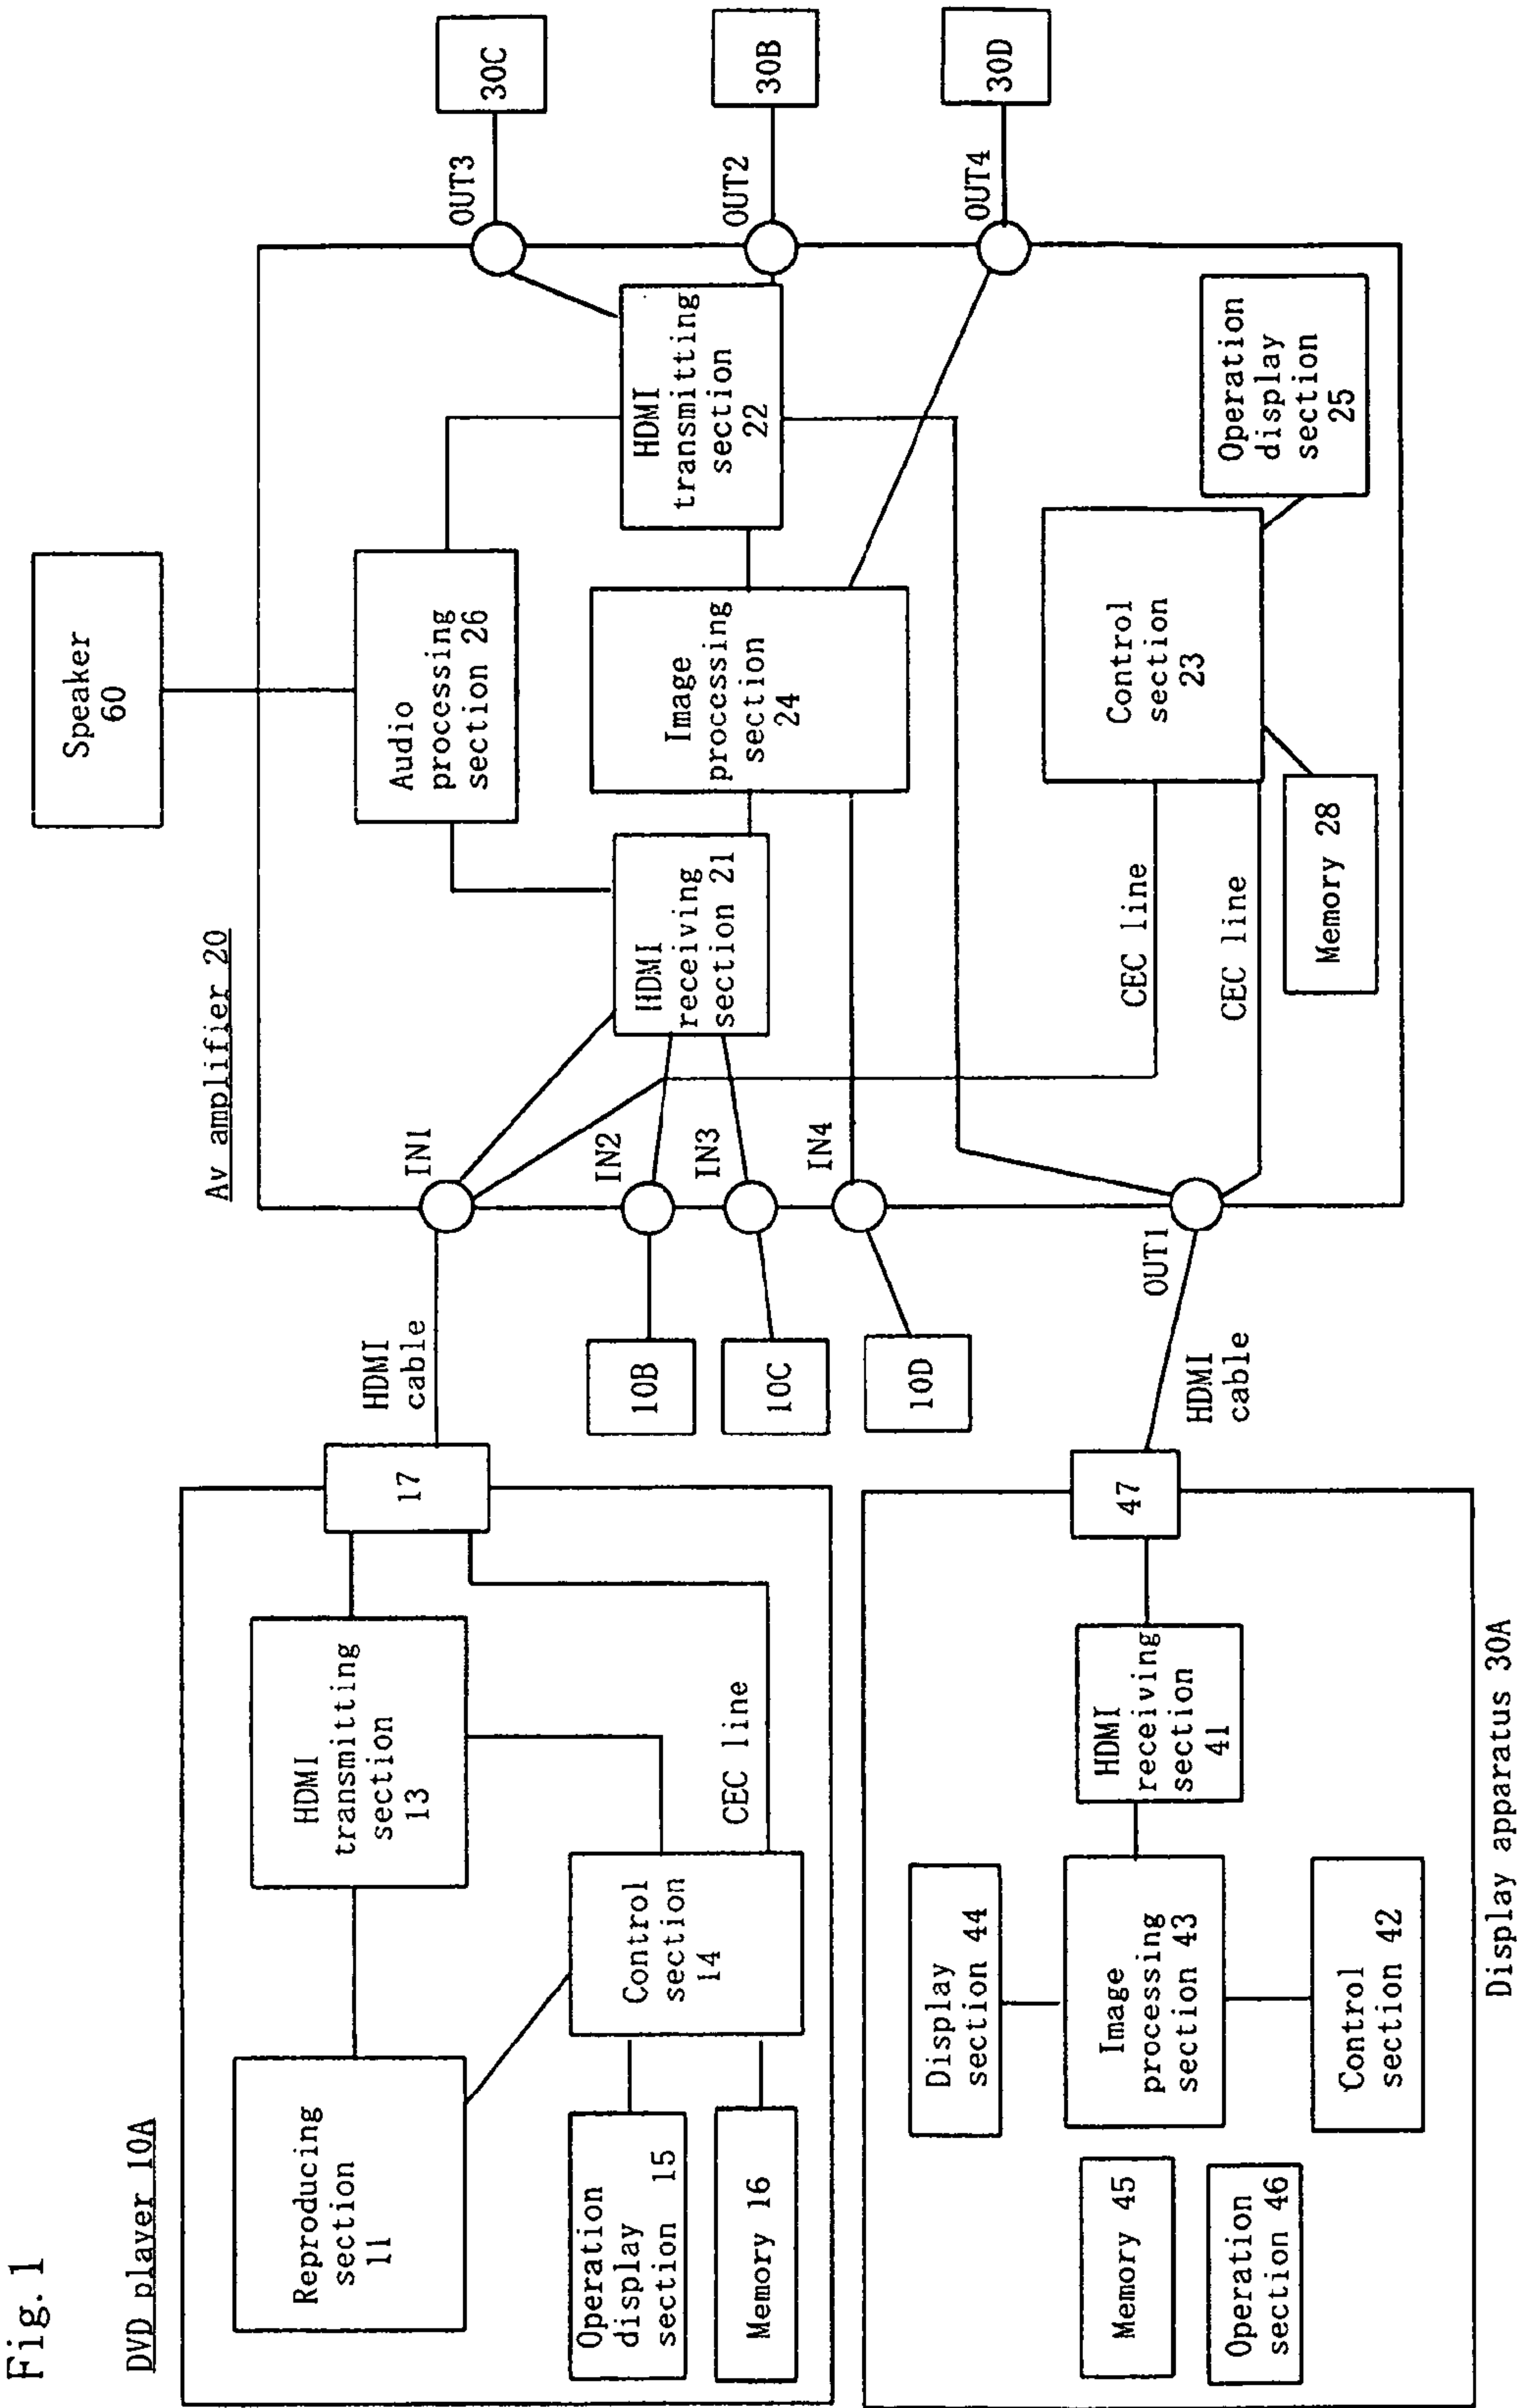 Fig.1
DVD player 10A
Reproducing
section
11
HDMI
transmitting
section
13
17
Operation
display
section 15
Memory 16
Control
section
14
CEC line
HDMI
cable
Display
section 44
Image
processing
section 43
Control
section 42
Memory 45
Operation
section 46
HDMI
receiving
section
41
47
HDMI
cable
Display apparatus 30A
10B
10C
10D
Av amplifier 20
IN1
IN2
IN3
IN4
OUT1
Speaker
60
Audio
processing
section 26
HDMI
receiving
section 21
Image
processing
section
24
HDMI
transmitting
section
22
CEC line
CEC line
Control
section
23
Memory 28
Operation
display
section
25
OUT3
OUT2
OUT4
30C
30B
30D